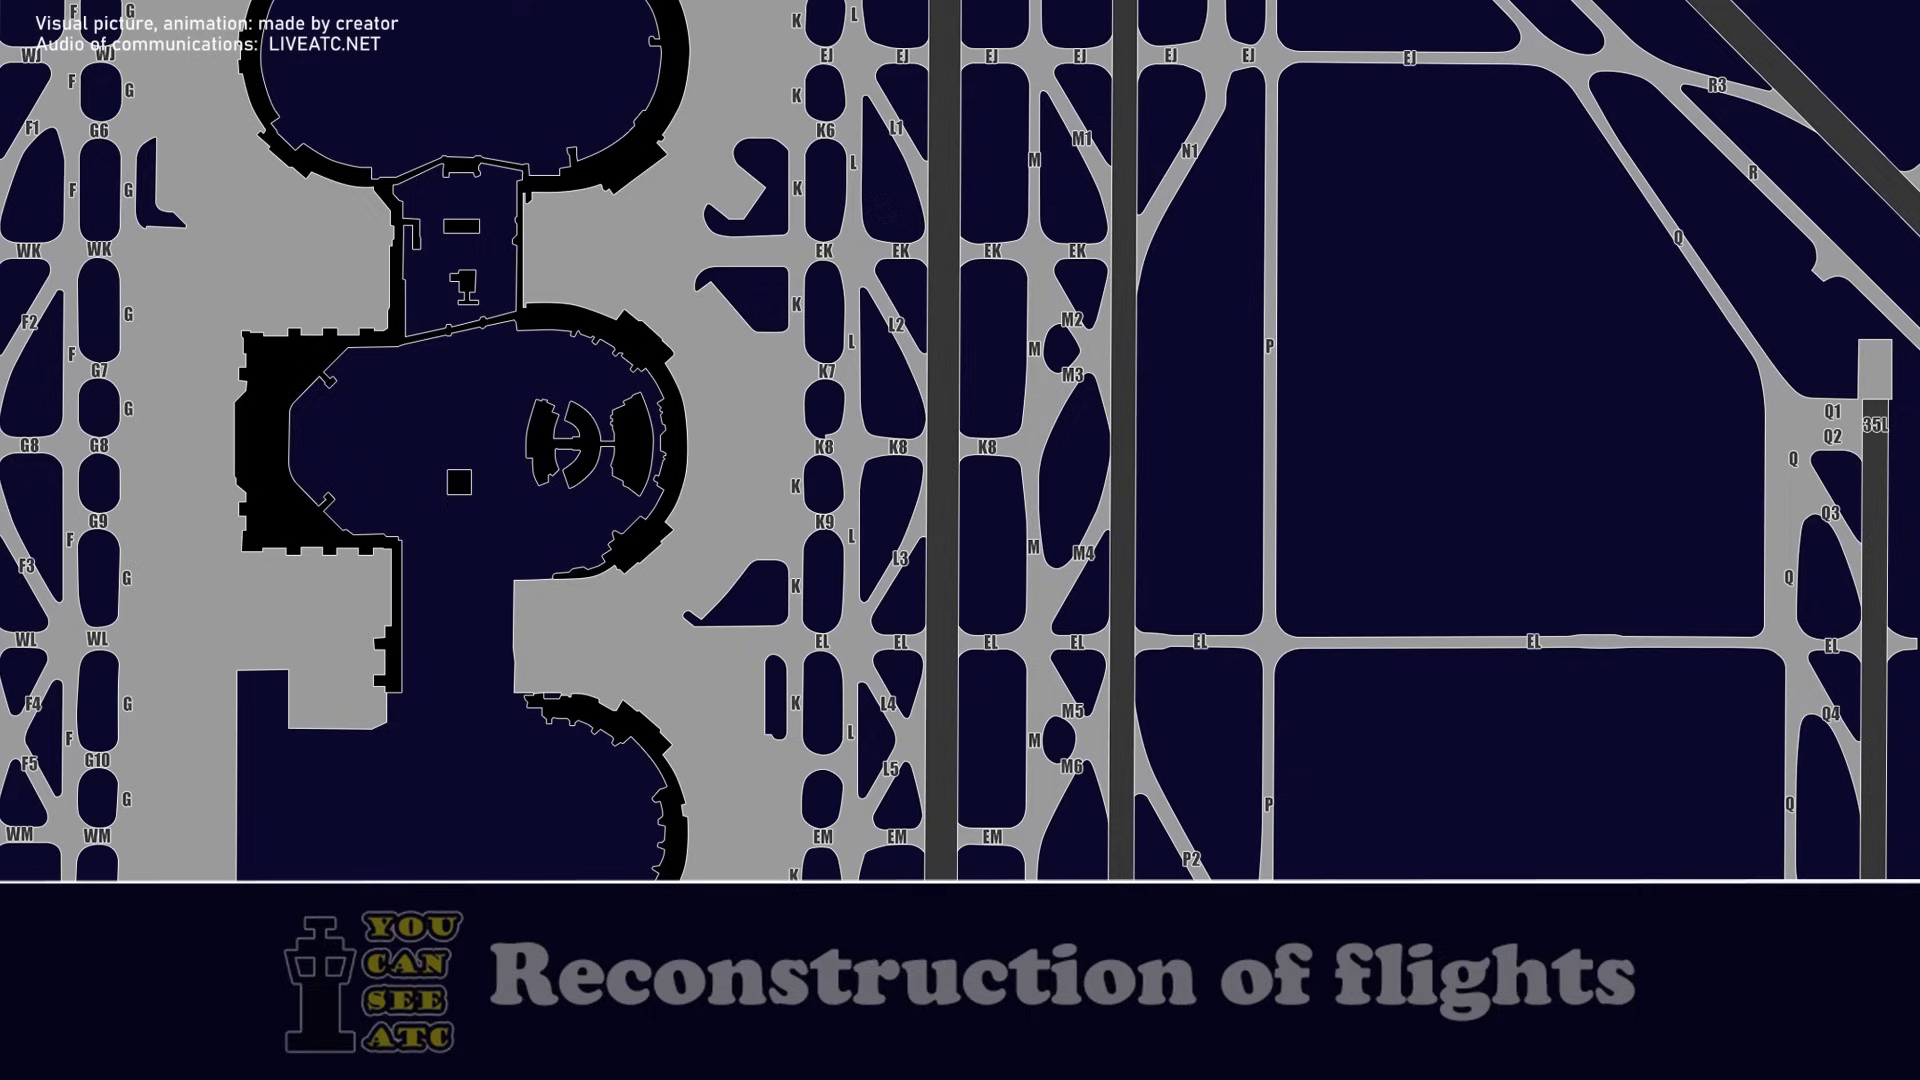 Visual picture, animation: made by creator
Audio of communications: LIVEATC.NET
F G K L
WJ WJ EJ EJ EJ EJ EJ EJ EJ
F G K R3
F1 G6 K6 L1 M1 N1
F G K L M R
WK WK EK EK EK EK Q
F2 G K L2 M2
F G7 L K7 M M3 P
G Q1
G8 G8 K8 K8 K8 Q2 35L
F3 F G9 K K9 L Q Q3
G K L3 M M4 Q
WL WL EL EL EL EL EL EL EL
F4 G K L4 M5 Q4
F5 F G10 L L5 M M6
G P Q
WM WM EM EM EM P2
K
YOU
CAN
SEE
ATC
Reconstruction of flights